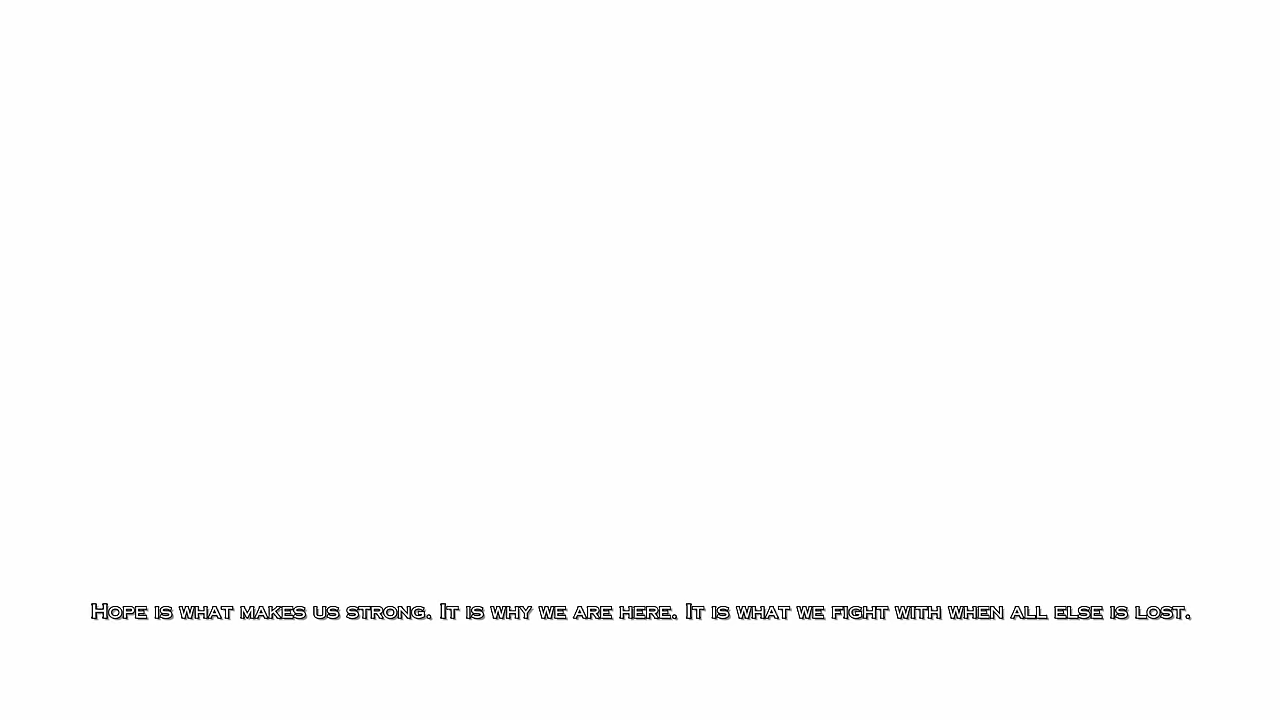 Hope is what makes us strong. It is why we are here. It is what we fight with when all else is lost.